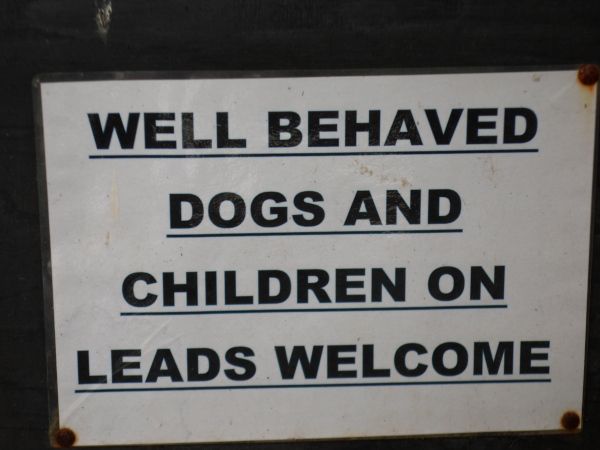 WELL BEHAVED
DOGS AND
CHILDREN ON
LEADS WELCOME